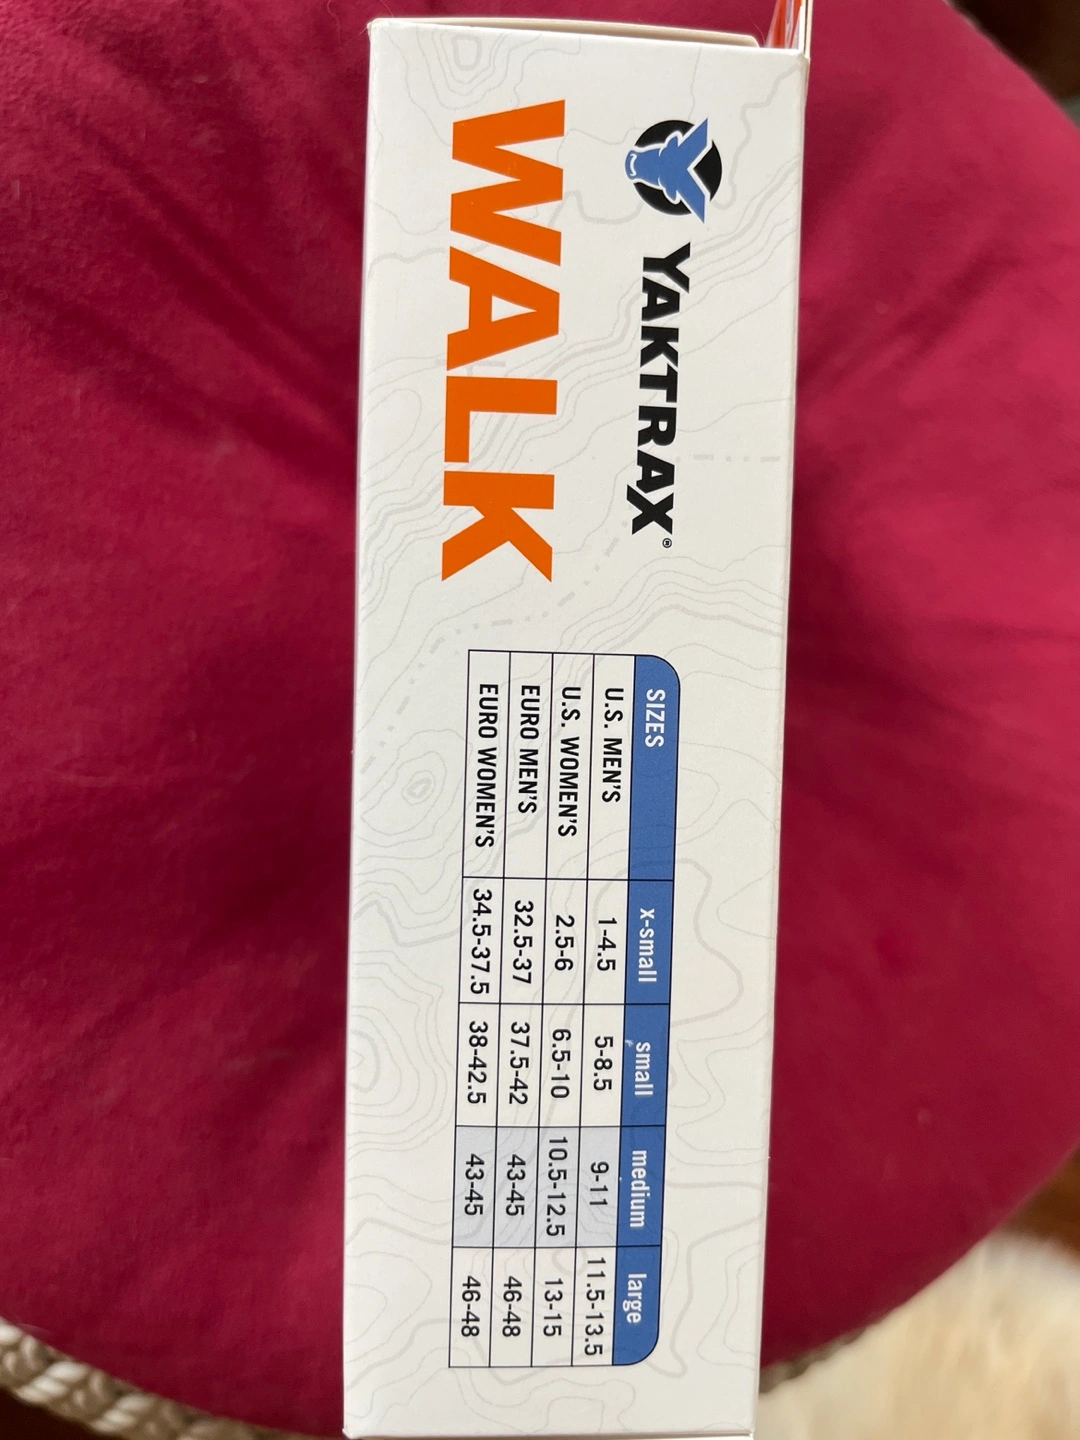 YAKTRAX®
WALK
SIZES x-small small medium large
U.S. MEN'S 1-4.5 5-8.5 9-11 11.5-13.5
U.S. WOMEN'S 2.5-6 6.5-10 10.5-12.5 13-15
EURO MEN'S 32.5-37 37.5-42 43-45 46-48
EURO WOMEN'S 34.5-37.5 38-42.5 43-45 46-48